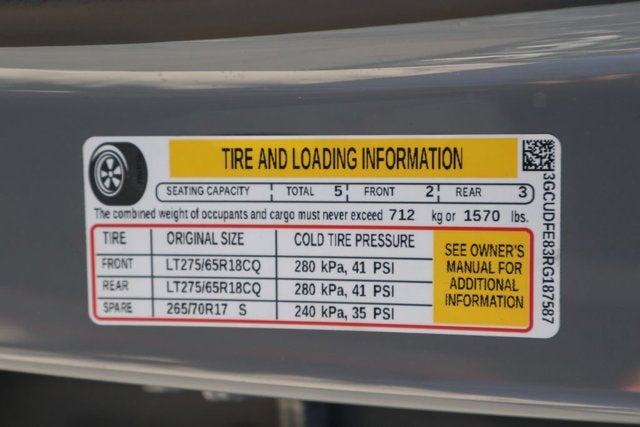 TIRE AND LOADING INFORMATION
SEATING CAPACITY TOTAL 5 FRONT 2 REAR 3
The combined weight of occupants and cargo must never exceed 712 kg or 1570 lbs.
TIRE ORIGINAL SIZE COLD TIRE PRESSURE
FRONT LT275/65R18CQ 280 kPa, 41 PSI
REAR LT275/65R18CQ 280 kPa, 41 PSI
SPARE 265/70R17 S 240 kPa, 35 PSI
SEE OWNER'S
MANUAL FOR
ADDITIONAL
INFORMATION
3GCUDFE83PG187587